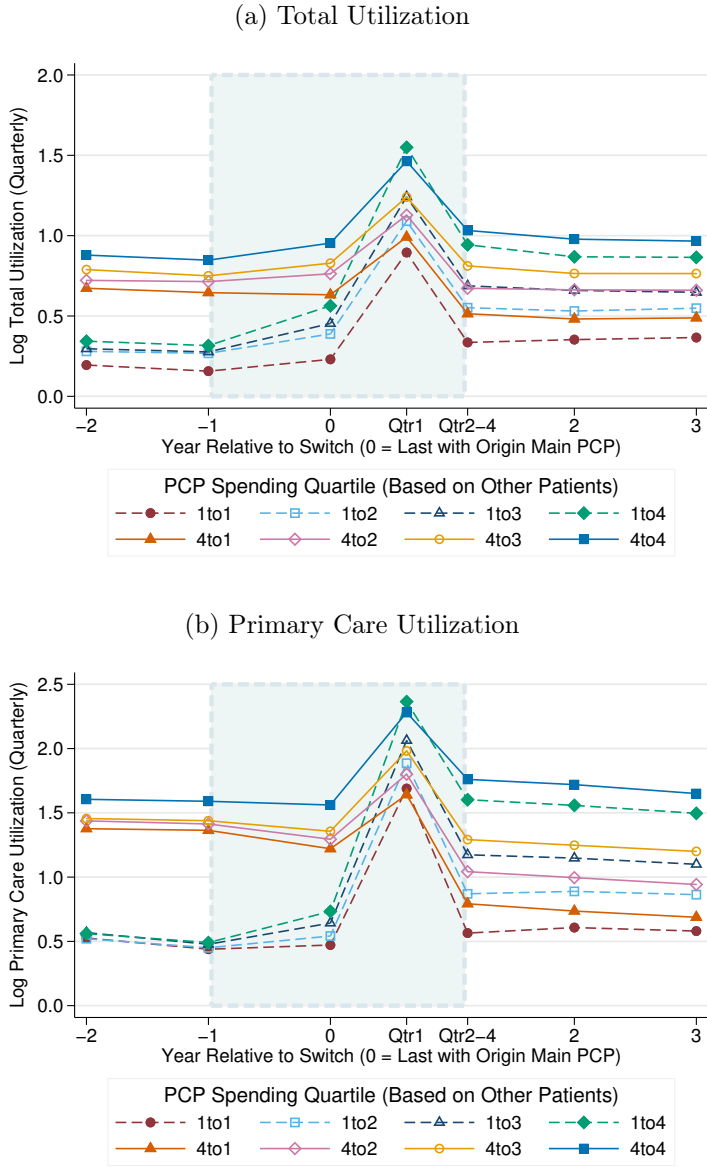 (a) Total Utilization
2.0
1.5
1.0
0.5
0.0
Log Total Utilization (Quarterly)
−2 −1 0 Qtr1 Qtr2−4 2 3
Year Relative to Switch (0 = Last with Origin Main PCP)
PCP Spending Quartile (Based on Other Patients)
1to1 1to2 1to3 1to4
4to1 4to2 4to3 4to4
(b) Primary Care Utilization
2.5
2.0
1.5
1.0
0.5
0.0
Log Primary Care Utilization (Quarterly)
−2 −1 0 Qtr1 Qtr2−4 2 3
Year Relative to Switch (0 = Last with Origin Main PCP)
PCP Spending Quartile (Based on Other Patients)
1to1 1to2 1to3 1to4
4to1 4to2 4to3 4to4